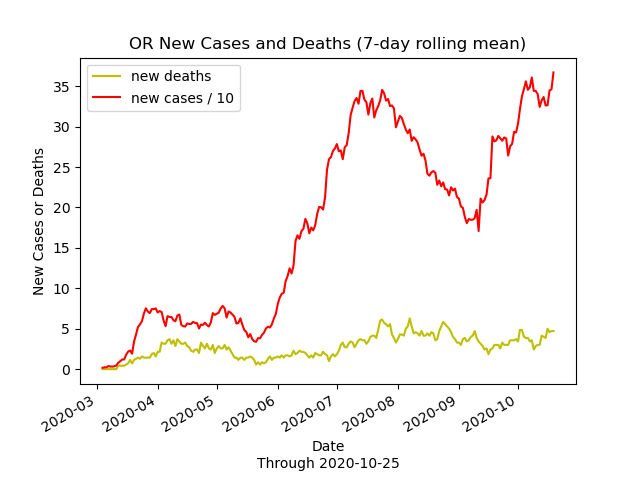 OR New Cases and Deaths (7-day rolling mean)
new deaths
new cases / 10
New Cases or Deaths
35
30
25
20
15
10
5
0
2020-03
2020-04
2020-05
2020-06
2020-07
2020-08
2020-09
2020-10
Date
Through 2020-10-25